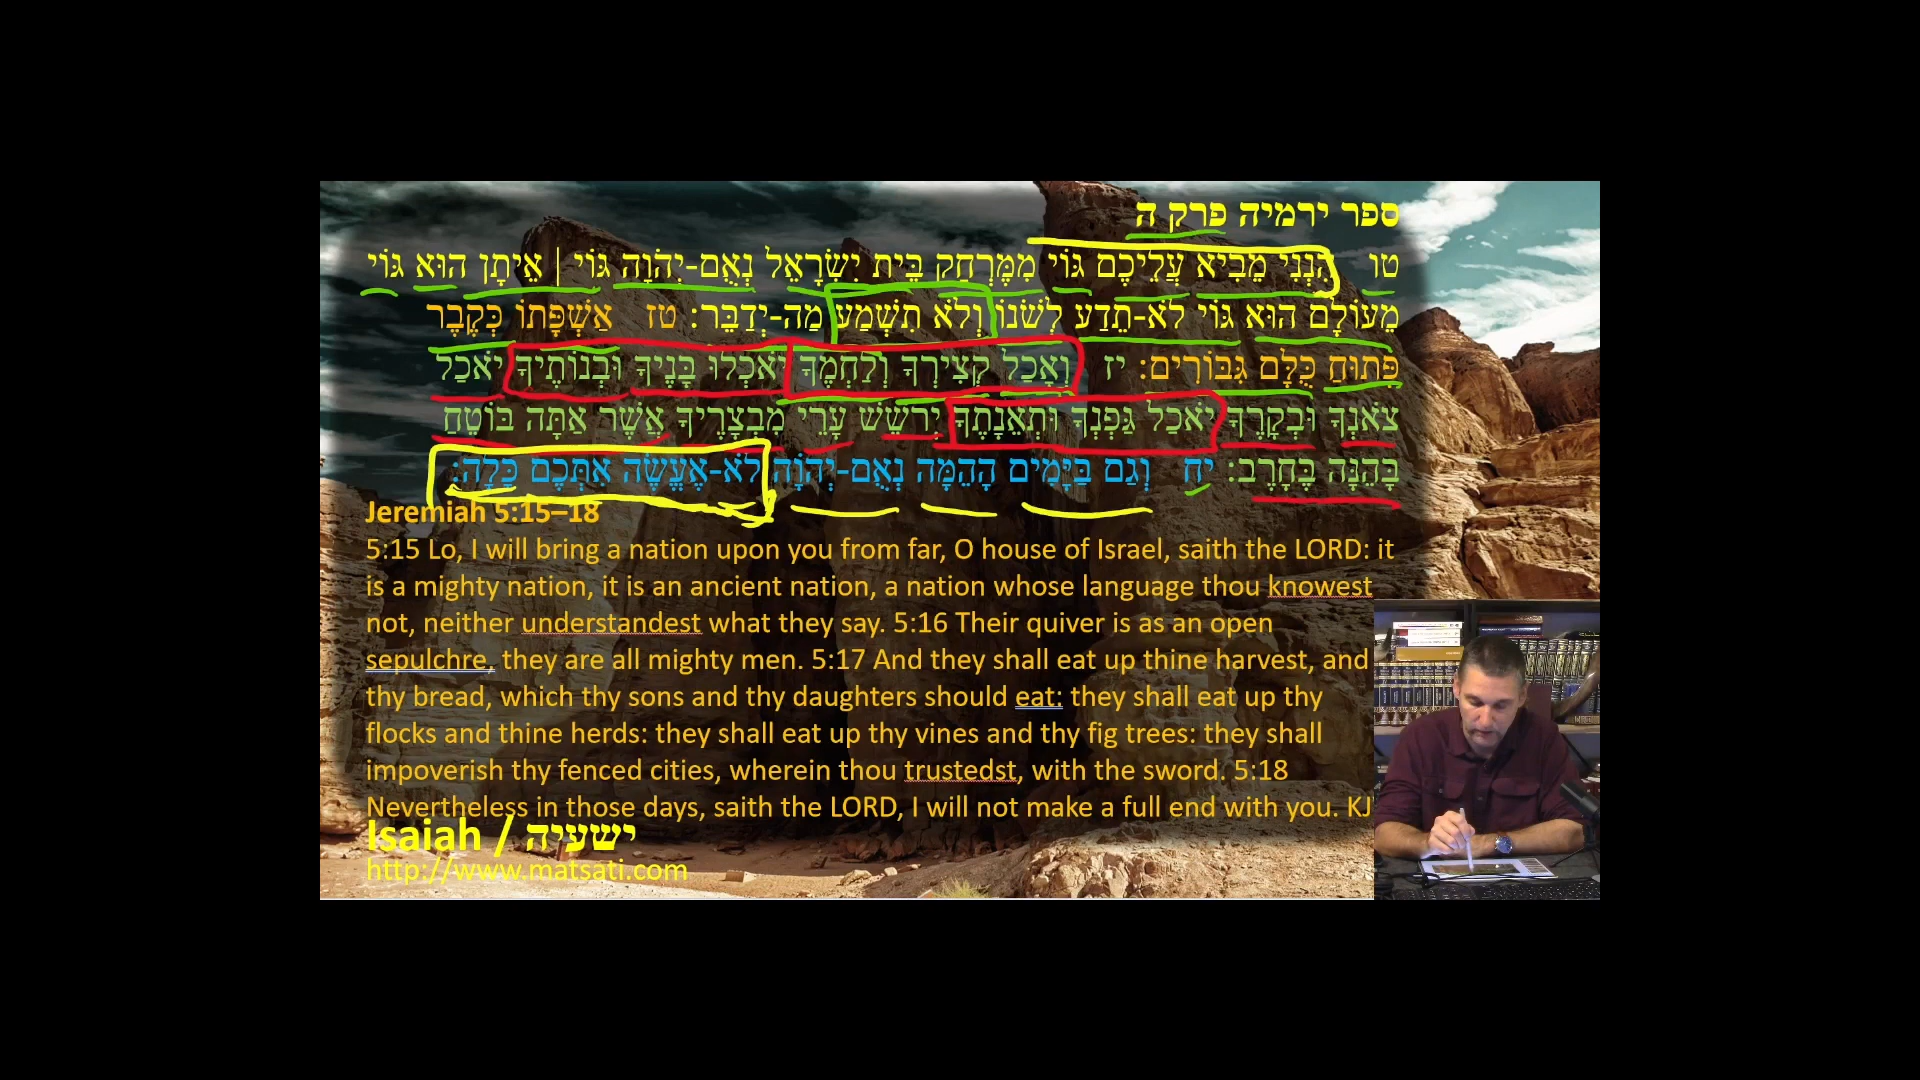 ספר ירמיה פרק ה
טו הִנְנִי מֵבִיא עֲלֵיכֶם גּוֹי מִמֶּרְחָק בֵּית יִשְׂרָאֵל נְאֻם-יְהֹוָה גּוֹי | אֵיתָן הוּא גּוֹי
מֵעוֹלָם הוּא גּוֹי לֹא-תֵדַע לְשֹׁנוֹ וְלֹא תִשְׁמַע מַה-יְדַבֵּר: טז אַשְׁפָּתוֹ כְּקֶבֶר
פָּתוּחַ כֻּלָּם גִּבּוֹרִים: יז וְאָכַל קְצִירְךָ וְלַחְמֶךָ יֹאכְלוּ בָּנֶיךָ וּבְנוֹתֶיךָ יֹאכַל
צֹאנְךָ וּבְקָרֶךָ יֹאכַל גַּפְנְךָ וּתְאֵנָתֶךָ יְרֹשֵׁשׁ עָרֵי מִבְצָרֶיךָ אֲשֶׁר אַתָּה בּוֹטֵחַ
בָּהֵנָּה בֶּחָרֶב: יח וְגַם בַּיָּמִים הָהֵמָּה נְאֻם-יְהֹוָה לֹא-אֶעֱשֶׂה אִתְּכֶם כָּלָה:
Jeremiah 5:15–18
5:15 Lo, I will bring a nation upon you from far, O house of Israel, saith the LORD: it
is a mighty nation, it is an ancient nation, a nation whose language thou knowest
not, neither understandest what they say. 5:16 Their quiver is as an open
sepulchre, they are all mighty men. 5:17 And they shall eat up thine harvest, and
thy bread, which thy sons and thy daughters should eat: they shall eat up thy
flocks and thine herds: they shall eat up thy vines and thy fig trees: they shall
impoverish thy fenced cities, wherein thou trustedst, with the sword. 5:18
Nevertheless in those days, saith the LORD, I will not make a full end with you. KJ
Isaiah / ישעיה
http://www.matsati.com